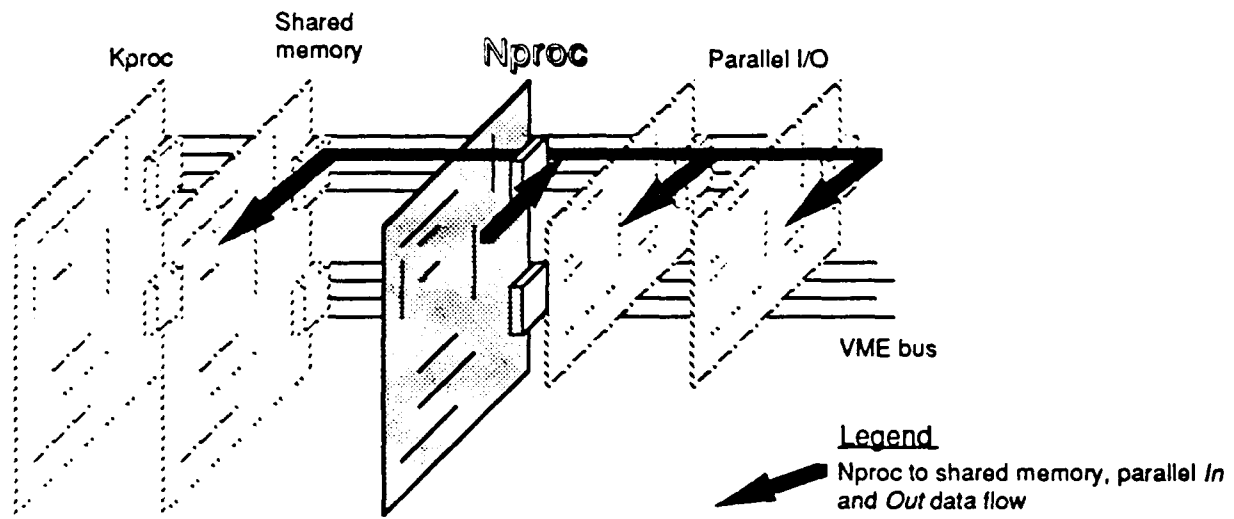 Shared
memory
Kproc
Nproc
Parallel I/O
VME bus
Legend
Nproc to shared memory, parallel In
and Out data flow